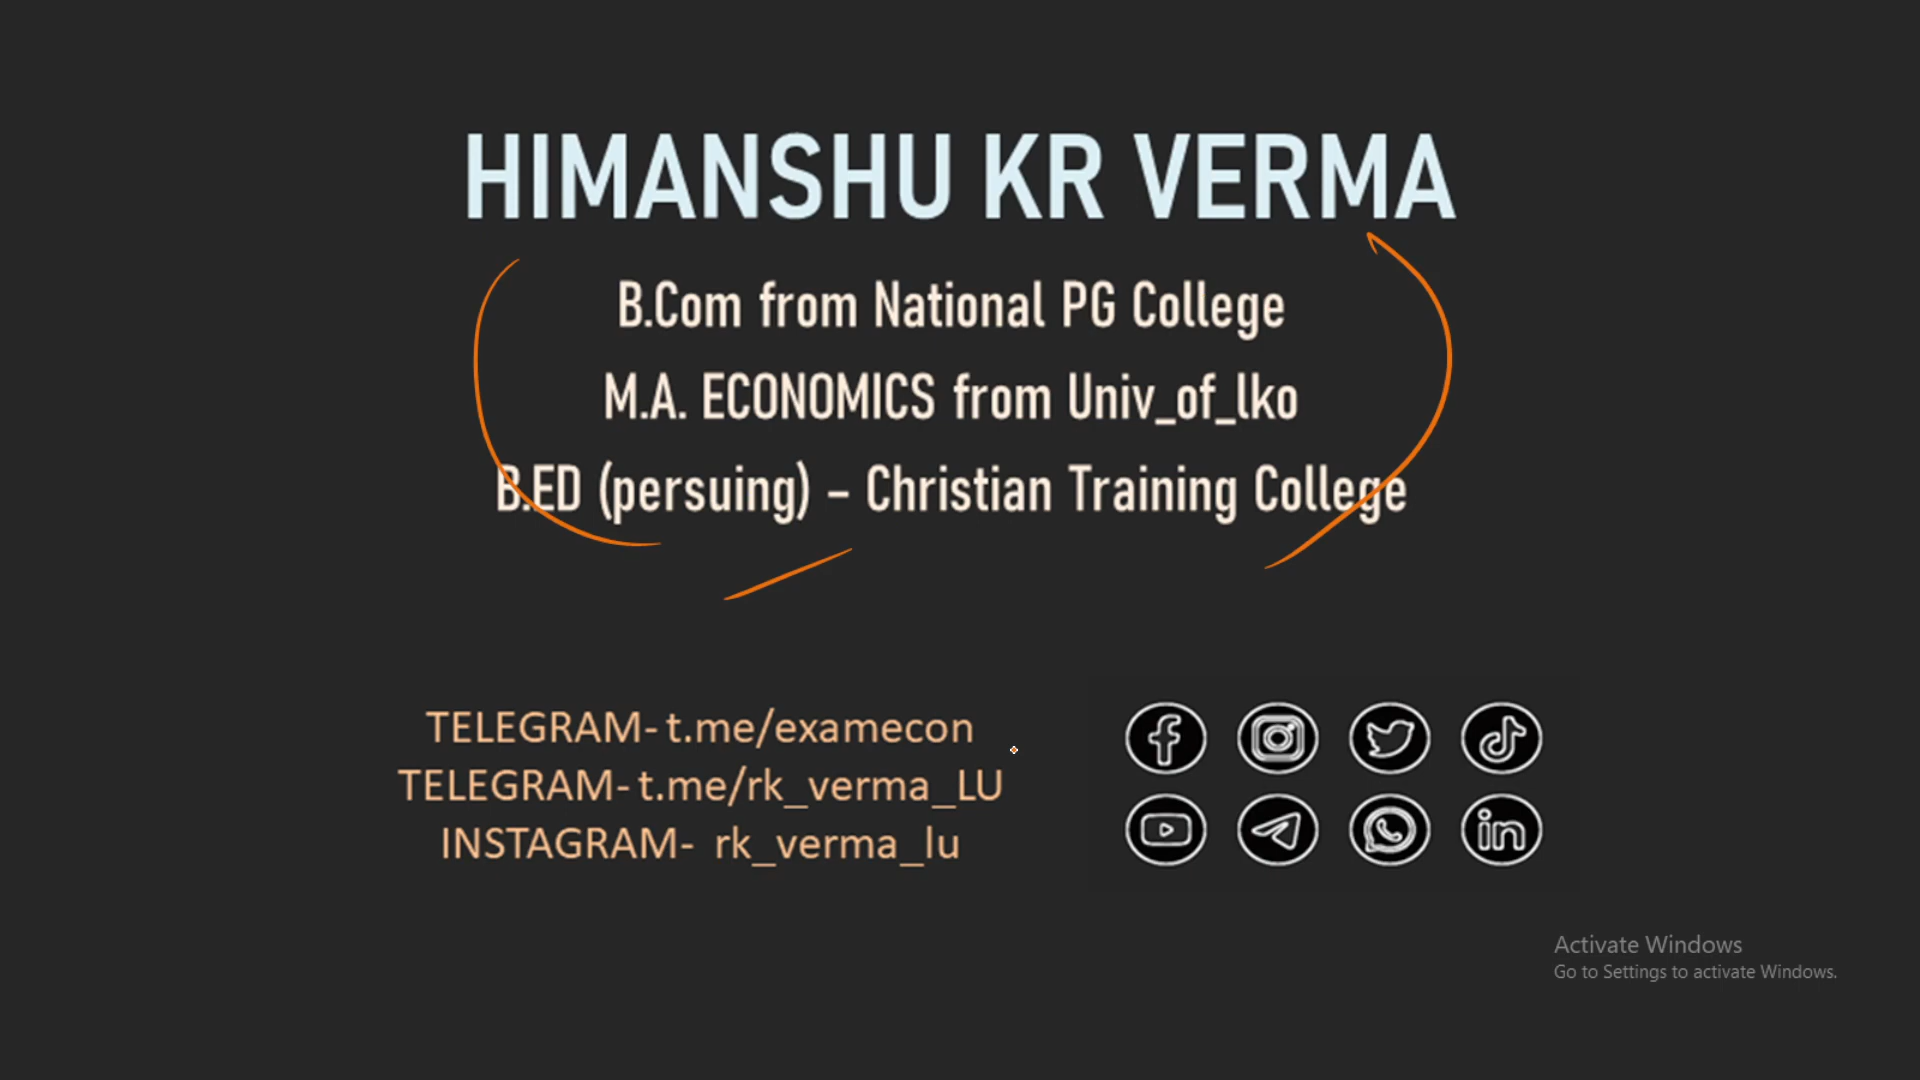 HIMANSHU KR VERMA
B.Com from National PG College
M.A. ECONOMICS from Univ_of_lko
B.ED (persuing) – Christian Training College
TELEGRAM- t.me/examecon
TELEGRAM- t.me/rk_verma_LU
INSTAGRAM- rk_verma_lu
in
Activate Windows
Go to Settings to activate Windows.